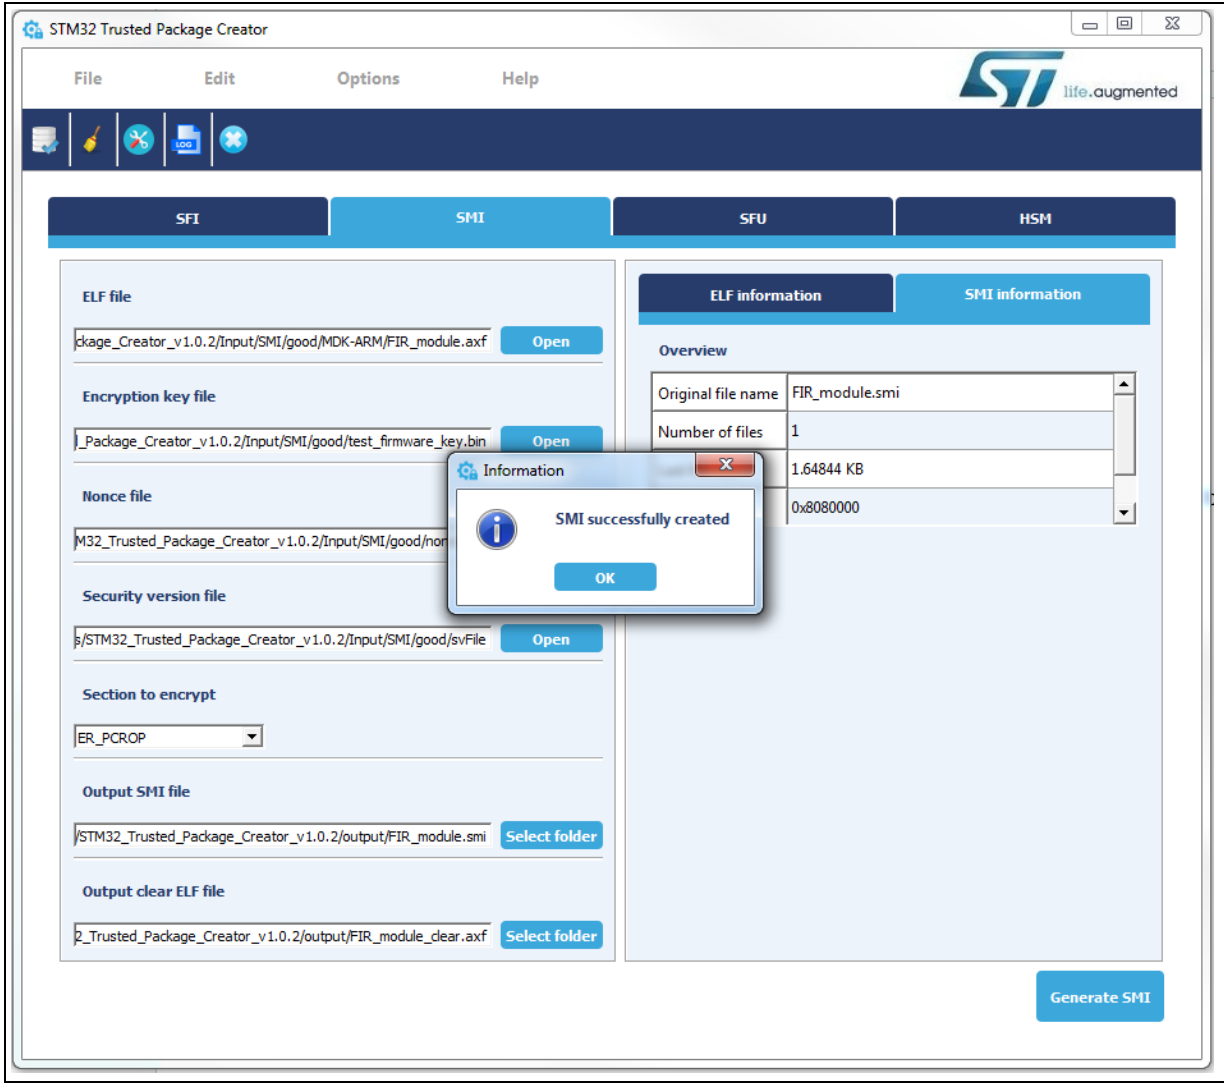 STM32 Trusted Package Creator
File Edit Options Help
life.augmented
LOG
SFI SMI SFU HSM
ELF file
ckage_Creator_v1.0.2/Input/SMI/good/MDK-ARM/FIR_module.axf Open
Encryption key file
l_Package_Creator_v1.0.2/Input/SMI/good/test_firmware_key.bin Open
Nonce file
M32_Trusted_Package_Creator_v1.0.2/Input/SMI/good/non
Security version file
s/STM32_Trusted_Package_Creator_v1.0.2/Input/SMI/good/svFile Open
Section to encrypt
ER_PCROP
Output SMI file
/STM32_Trusted_Package_Creator_v1.0.2/output/FIR_module.smi Select folder
Output clear ELF file
2_Trusted_Package_Creator_v1.0.2/output/FIR_module_clear.axf Select folder
ELF information SMI information
Overview
Original file name FIR_module.smi
Number of files 1
1.64844 KB
0x8080000
Information
SMI successfully created
OK
Generate SMI